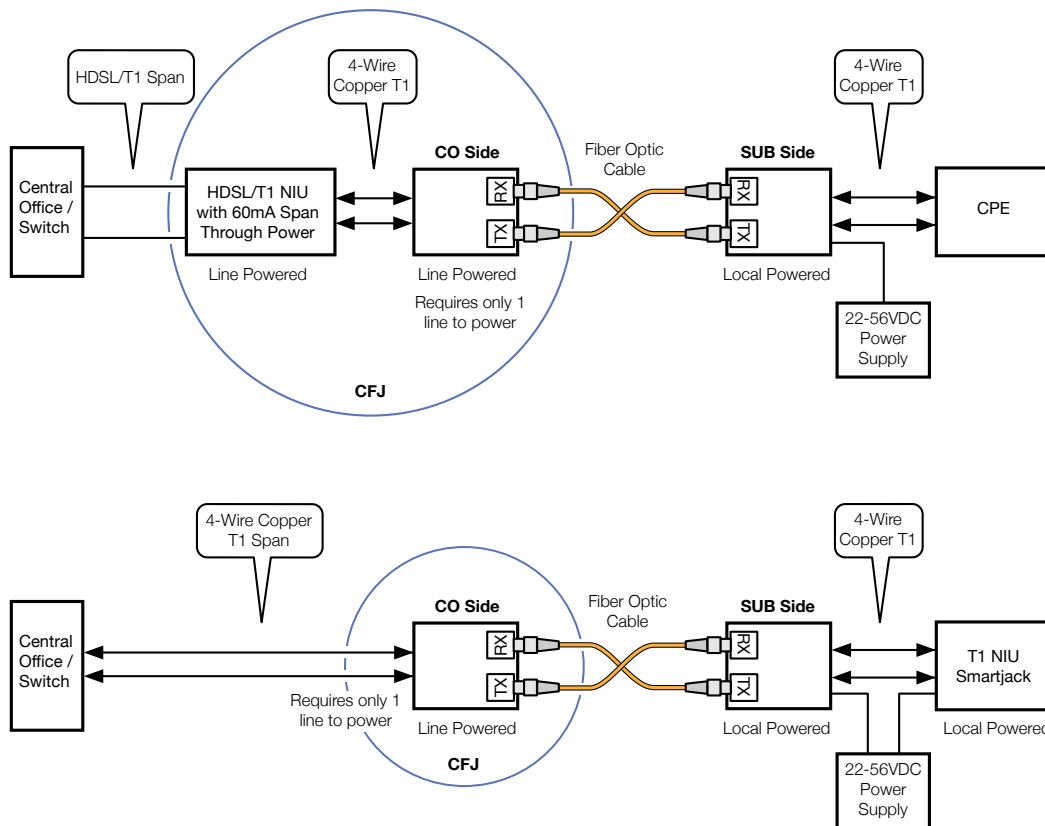 HDSL/T1 Span
4-Wire
Copper T1
4-Wire
Copper T1
CO Side
Fiber Optic
Cable
SUB Side
Central
Office /
Switch
HDSL/T1 NIU
with 60mA Span
Through Power
RX
TX
RX
TX
CPE
Line Powered
Line Powered
Local Powered
Requires only 1
line to power
22-56VDC
Power
Supply
CFJ
4-Wire Copper
T1 Span
4-Wire
Copper T1
CO Side
Fiber Optic
Cable
SUB Side
Central
Office /
Switch
RX
TX
RX
TX
T1 NIU
Smartjack
Requires only 1
line to power
Line Powered
Local Powered
Local Powered
CFJ
22-56VDC
Power
Supply